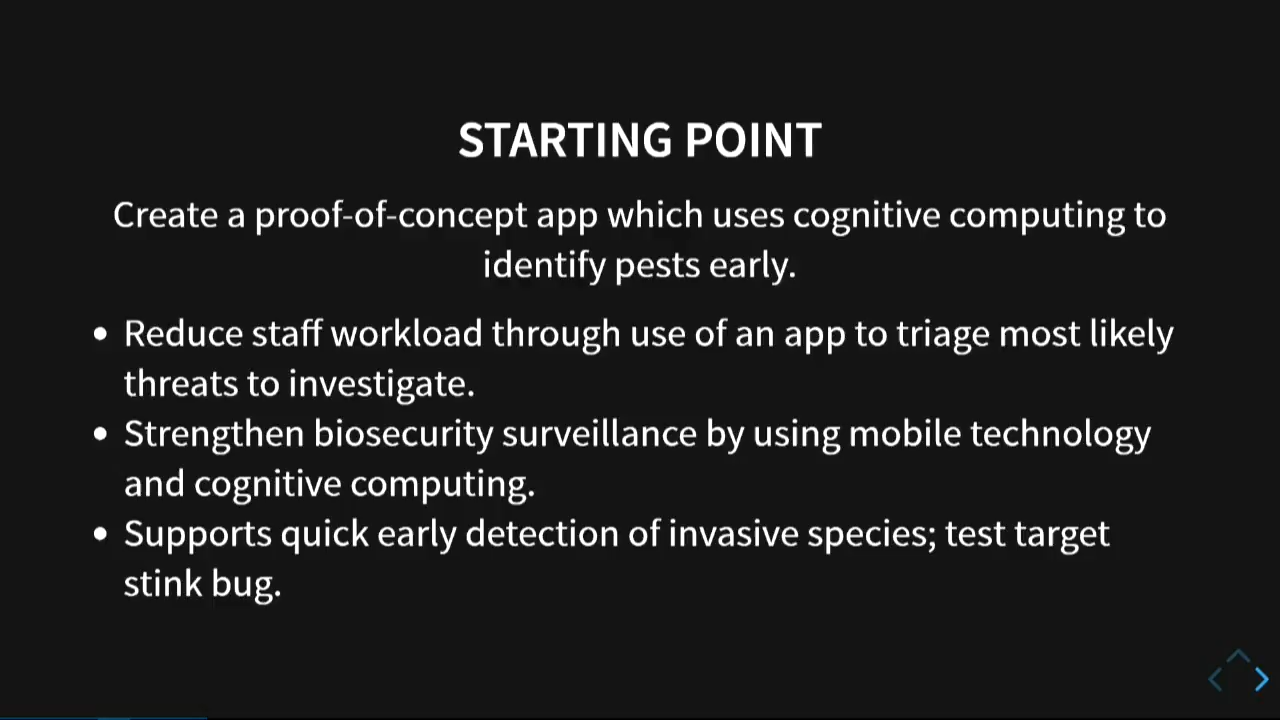 STARTING POINT
Create a proof-of-concept app which uses cognitive computing to
identify pests early.
• Reduce staff workload through use of an app to triage most likely
threats to investigate.
• Strengthen biosecurity surveillance by using mobile technology
and cognitive computing.
• Supports quick early detection of invasive species; test target
stink bug.